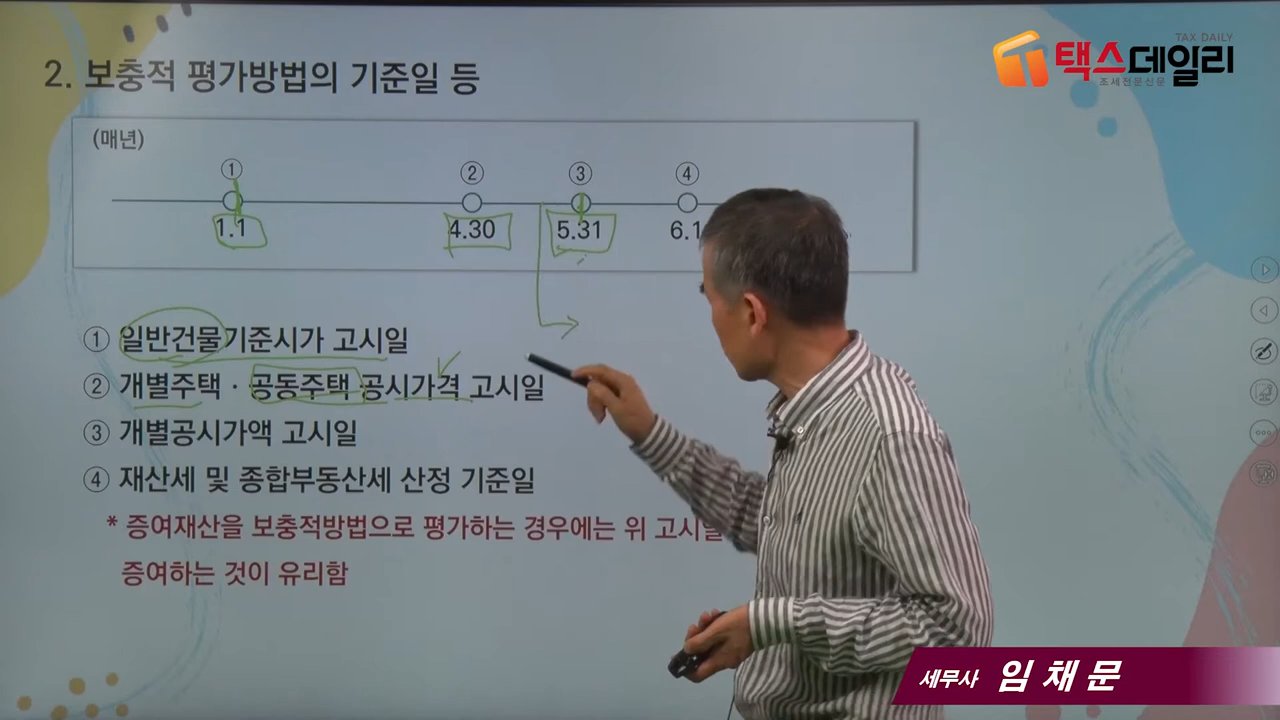 2. 보충적 평가방법의 기준일 등
TAX DAILY
택스데일리
조세전문신문
(매년)
① ② ③ ④
1.1 4.30 5.31 6.1
① 일반건물기준시가 고시일
② 개별주택 · 공동주택 공시가격 고시일
③ 개별공시가액 고시일
④ 재산세 및 종합부동산세 산정 기준일
* 증여재산을 보충적방법으로 평가하는 경우에는 위
증여하는 것이 유리함
세무사 임채문